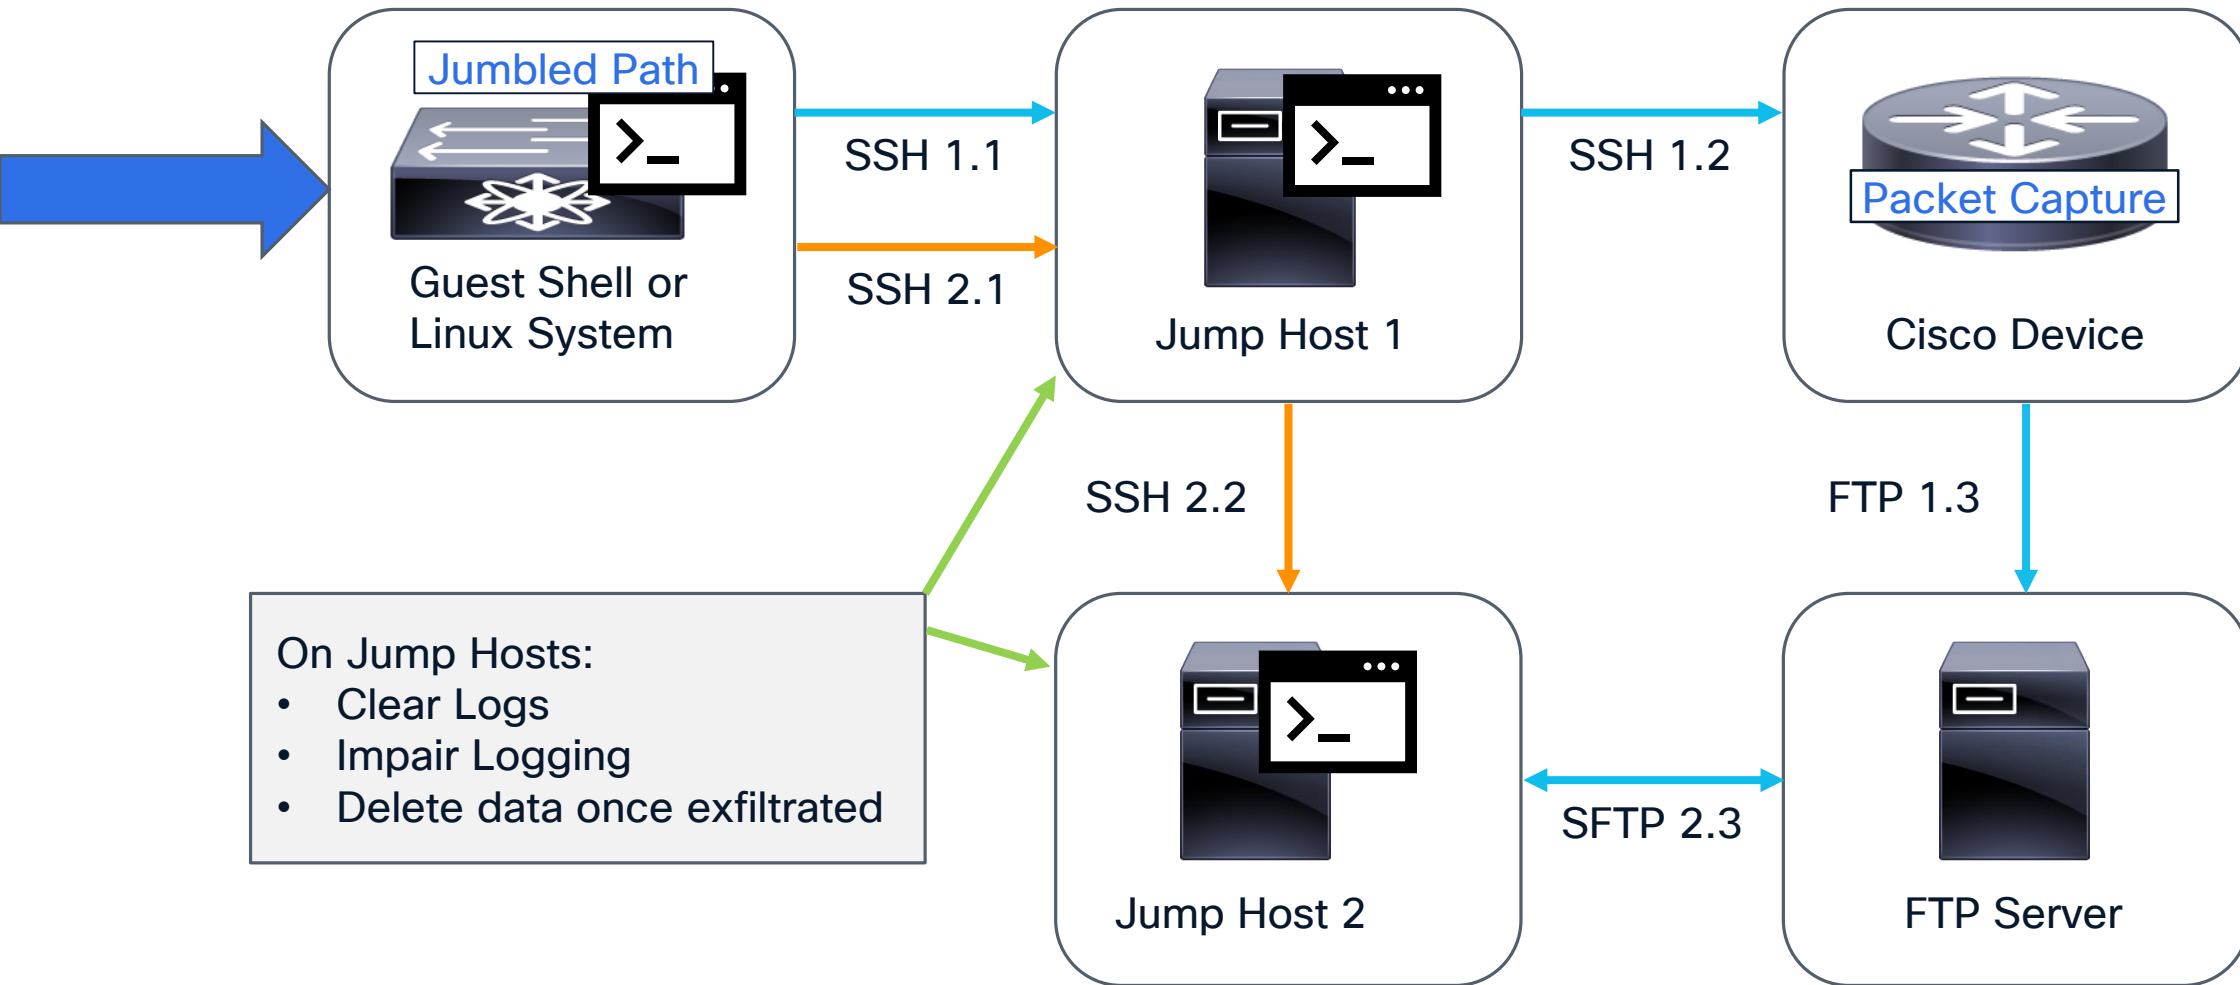 Jumbled Path
Guest Shell or
Linux System
SSH 1.1
SSH 2.1
Jump Host 1
SSH 1.2
Packet Capture
Cisco Device
SSH 2.2
FTP 1.3
On Jump Hosts:
• Clear Logs
• Impair Logging
• Delete data once exfiltrated
Jump Host 2
SFTP 2.3
FTP Server